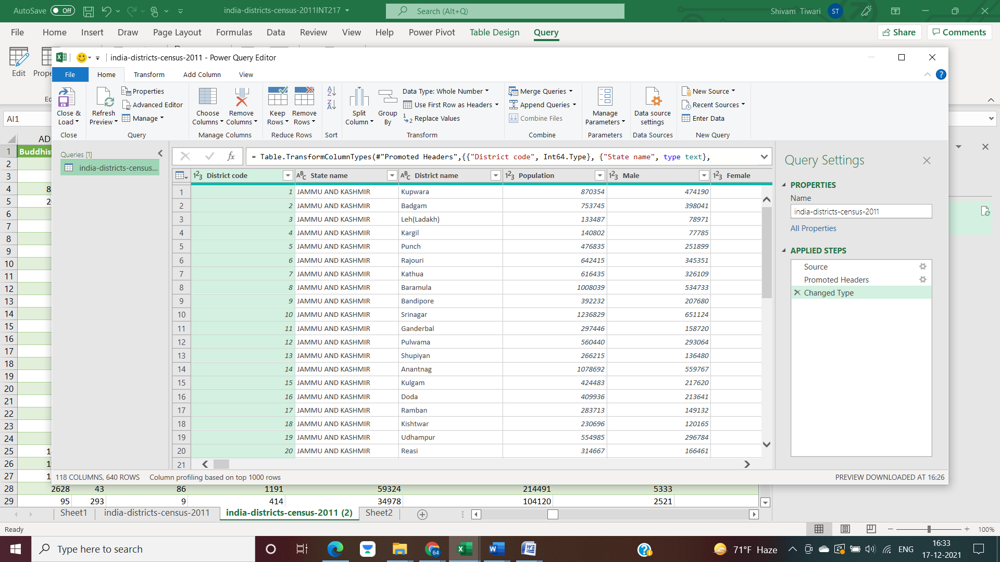 AutoSave Off india-districts-census-2011INT217 Search (Alt+Q) Shivam Tiwari ST
File Home Insert Draw Page Layout Formulas Data Review View Help Power Pivot Table Design Query Share Comments
india-districts-census-2011 - Power Query Editor
File Home Transform Add Column View
Edit
Close & Load Refresh Preview Properties Advanced Editor Manage
Choose Columns Remove Columns Keep Rows Remove Rows
Split Column Group By Data Type: Whole Number Use First Row as Headers Replace Values
Merge Queries Append Queries Combine Files
Manage Parameters Data source settings New Source Recent Sources Enter Data
Close Query Manage Columns Reduce Rows Sort Transform Combine Parameters Data Sources New Query
AI1
AD
1 Buddhis
Queries [1]
india-districts-census...
= Table.TransformColumnTypes(#"Promoted Headers",{{"District code", Int64.Type}, {"State name", type text},
District code State name District name Population Male Female
1 1 JAMMU AND KASHMIR Kupwara 870354 474190
2 2 JAMMU AND KASHMIR Badgam 753745 398041
3 3 JAMMU AND KASHMIR Leh(Ladakh) 133487 78971
4 4 JAMMU AND KASHMIR Kargil 140802 77785
5 5 JAMMU AND KASHMIR Punch 476835 251899
6 6 JAMMU AND KASHMIR Rajouri 642415 345351
7 7 JAMMU AND KASHMIR Kathua 616435 326109
8 8 JAMMU AND KASHMIR Baramula 1008039 534733
9 9 JAMMU AND KASHMIR Bandipore 392232 207680
10 10 JAMMU AND KASHMIR Srinagar 1236829 651124
11 11 JAMMU AND KASHMIR Ganderbal 297446 158720
12 12 JAMMU AND KASHMIR Pulwama 560440 293064
13 13 JAMMU AND KASHMIR Shupiyan 266215 136480
14 14 JAMMU AND KASHMIR Anantnag 1078692 559767
15 15 JAMMU AND KASHMIR Kulgam 424483 217620
16 16 JAMMU AND KASHMIR Doda 409936 213641
17 17 JAMMU AND KASHMIR Ramban 283713 149132
18 18 JAMMU AND KASHMIR Kishtwar 230696 120165
19 19 JAMMU AND KASHMIR Udhampur 554985 296784
20 20 JAMMU AND KASHMIR Reasi 314667 166461
21
Query Settings
PROPERTIES
Name
india-districts-census-2011
All Properties
APPLIED STEPS
Source
Promoted Headers
Changed Type
118 COLUMNS, 640 ROWS Column profiling based on top 1000 rows PREVIEW DOWNLOADED AT 16:26
2
3
4
5
6
7
8
9
10
11
12
13
14
15
16
17
18
19
20
21
22
23
24
25
26
27
28 2628 43 86 1191 59324 214491 5333
29 95 293 9 414 34978 104120 2521
Sheet1 india-districts-census-2011 india-districts-census-2011 (2) Sheet2
Ready 100%
Type here to search 64 71°F Haze ENG 16:33
17-12-2021